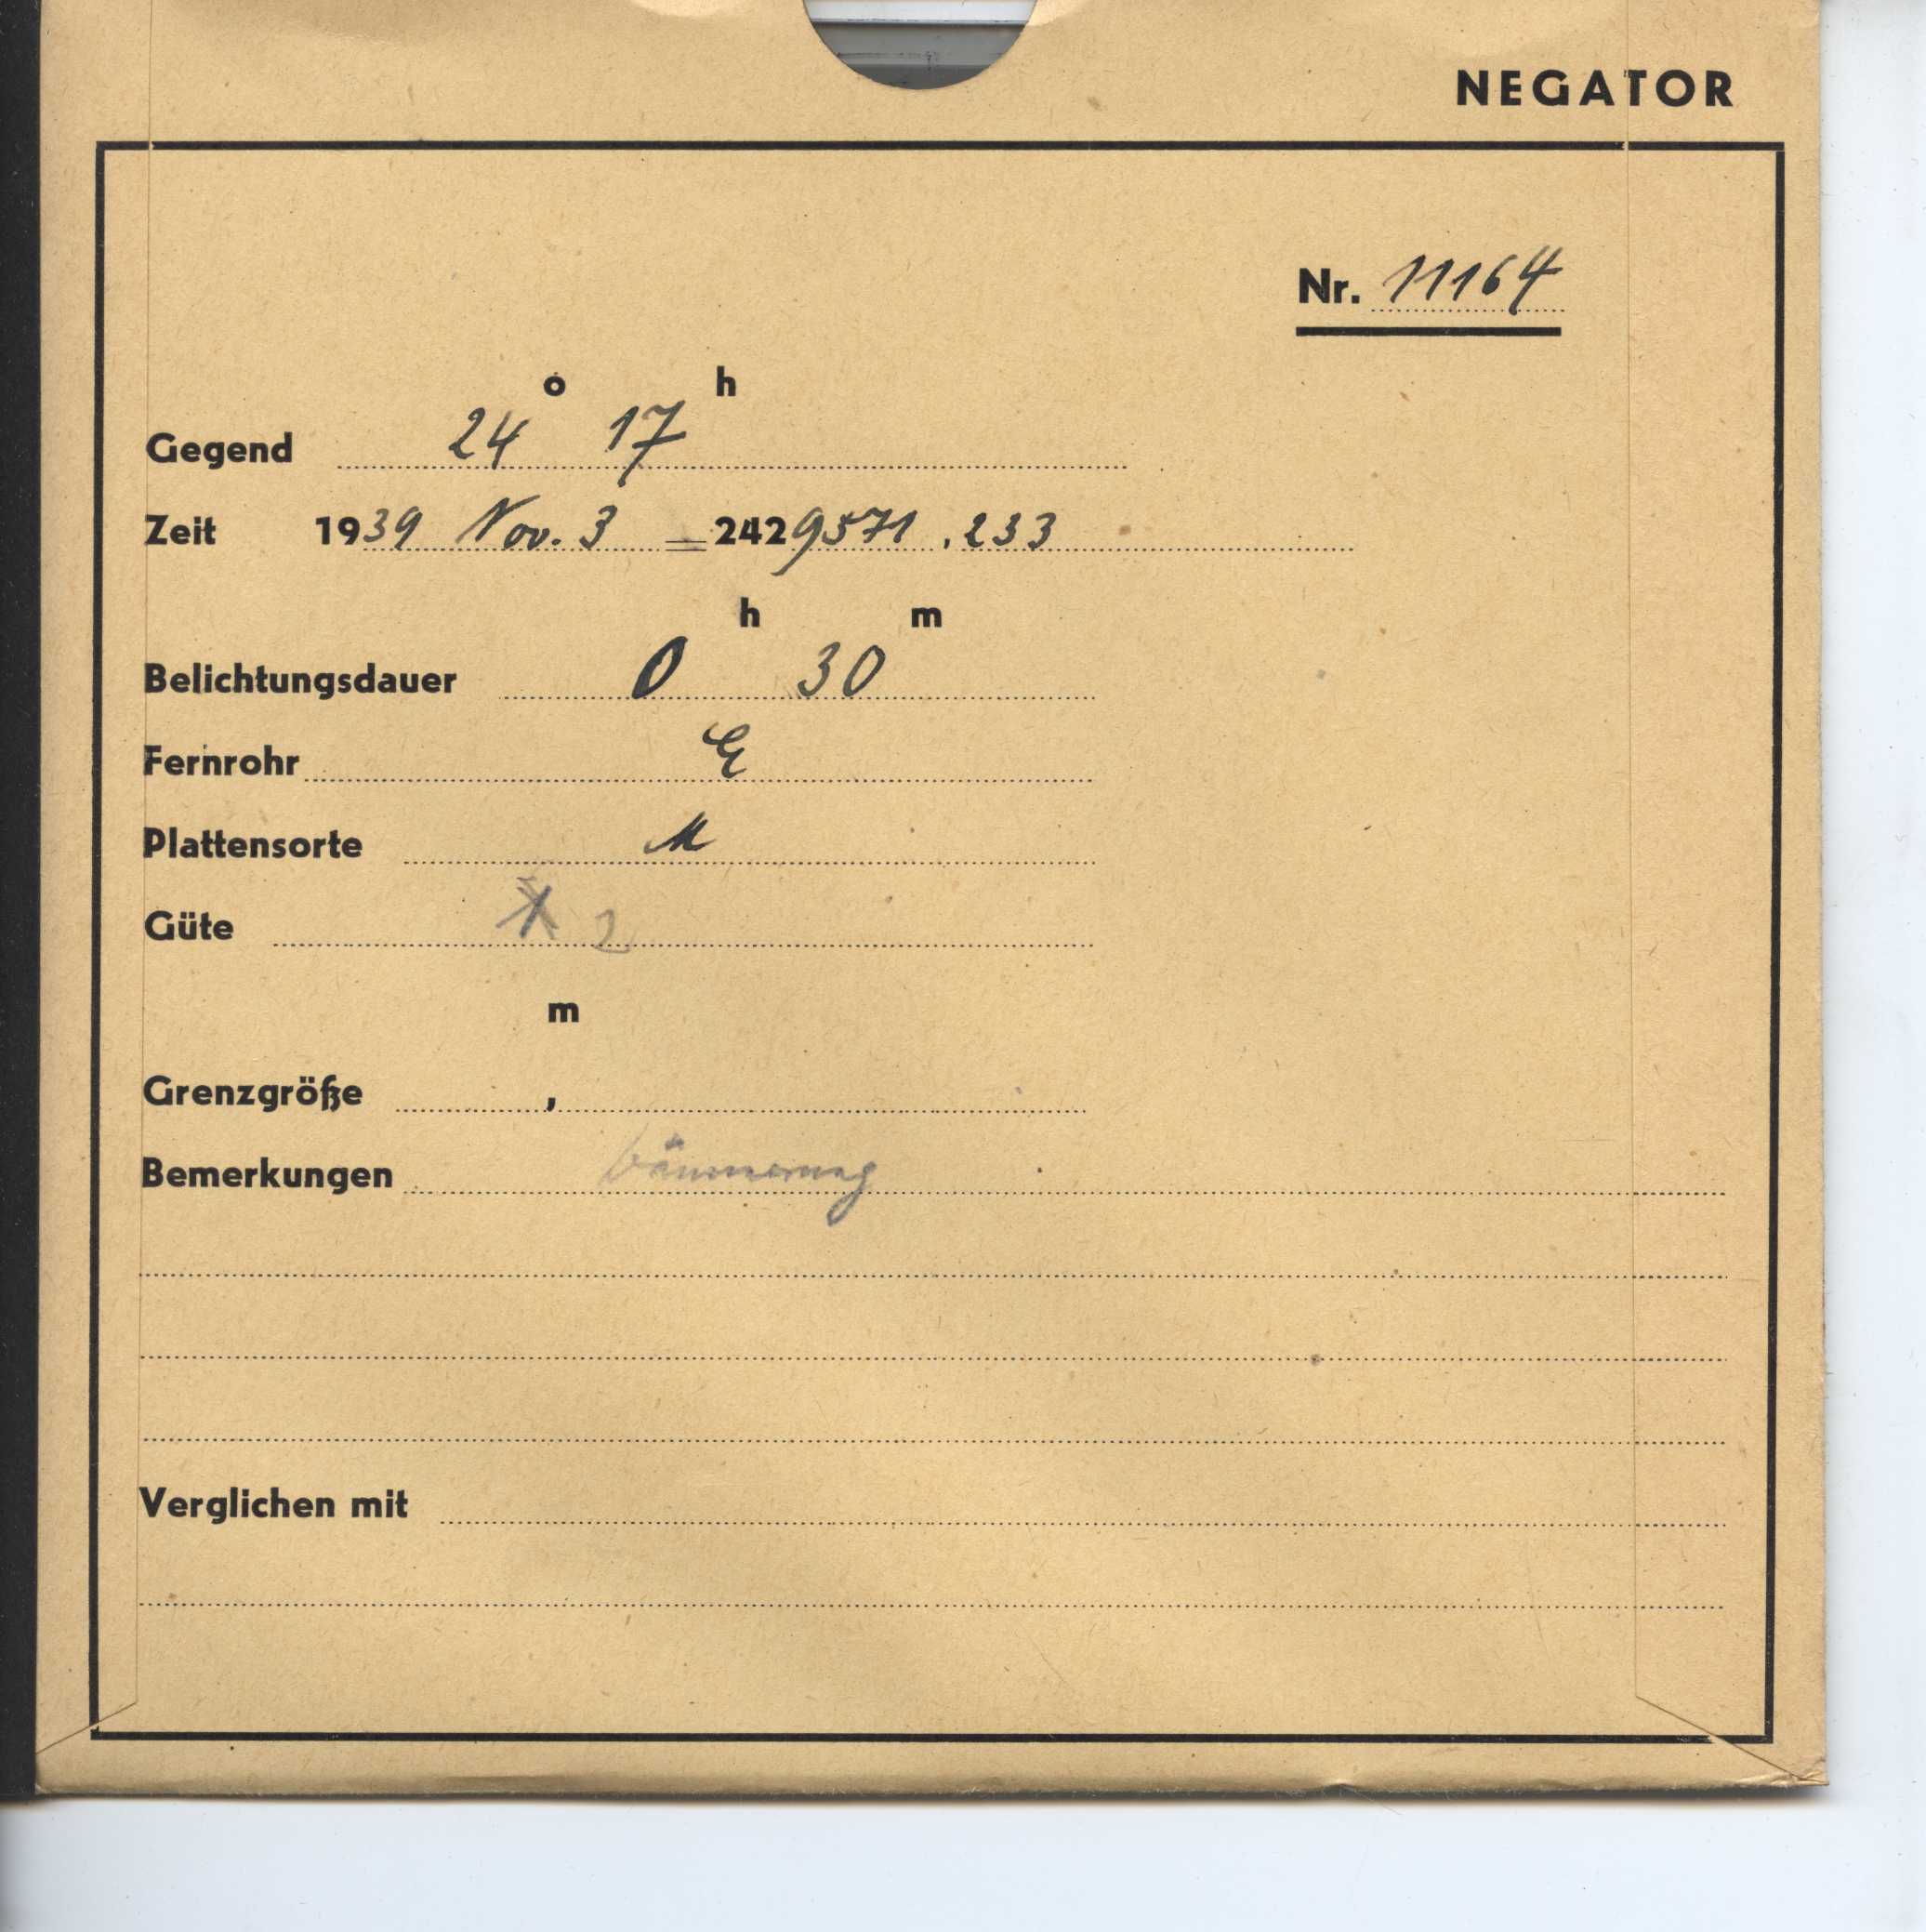 NEGATOR
Nr. 11164
o h
Gegend 24 17
Zeit 1939 Nov. 3 = 2429571.233
h m
Belichtungsdauer 0 30
Fernrohr E
Plattensorte M
Güte 1 2
m
Grenzgröße ,
Bemerkungen Dämmerung
Verglichen mit